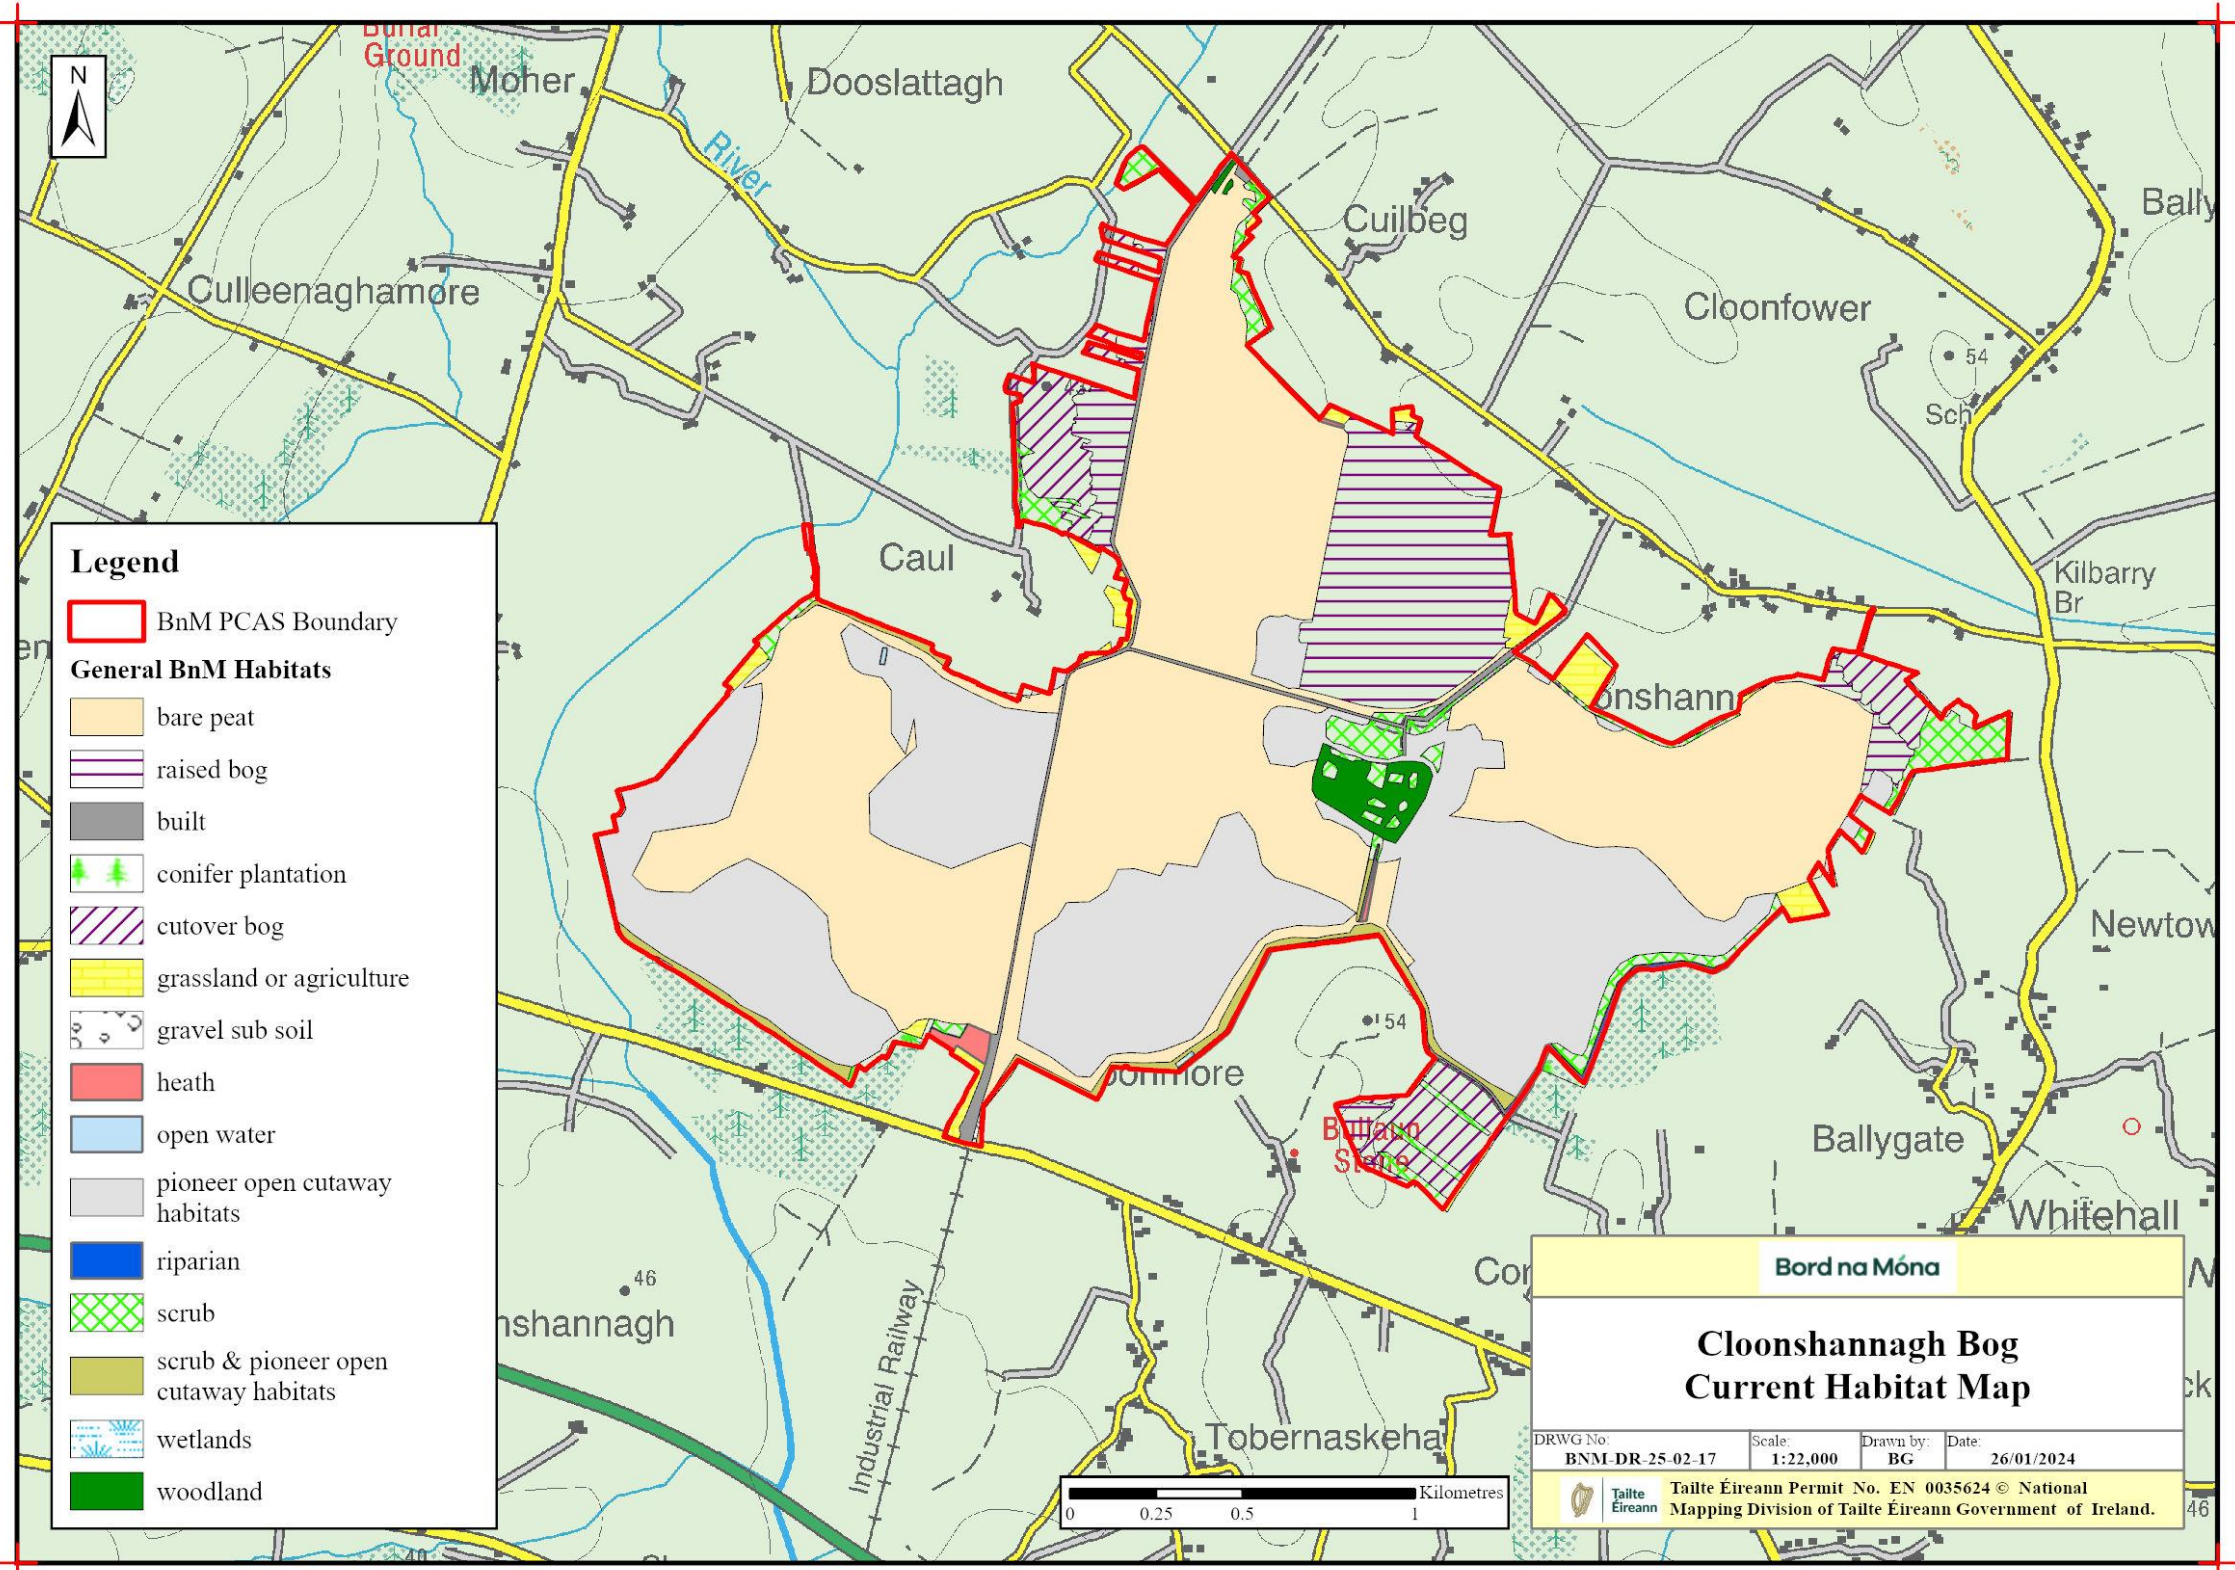 Ground
Moher
Dooslattagh
N
River
Bally
Cuilbeg
Culleenaghamore
Cloonfower
54
Sch
Caul
Kilbarry
Br
en
onshann
Newtow
54
onmore
Bullaun
Stone
Ballygate
Whitehall
46
nshannagh
Industrial Railway
Tobernaskeha
Cor
N
ck
46
40
Legend
BnM PCAS Boundary
General BnM Habitats
bare peat
raised bog
built
conifer plantation
cutover bog
grassland or agriculture
gravel sub soil
heath
open water
pioneer open cutaway
habitats
riparian
scrub
scrub & pioneer open
cutaway habitats
wetlands
woodland
Kilometres
0 0.25 0.5 1
Bord na Móna
Cloonshannagh Bog
Current Habitat Map
DRWG No: Scale: Drawn by: Date:
BNM-DR-25-02-17 1:22,000 BG 26/01/2024
Tailte
Éireann
Tailte Éireann Permit No. EN 0035624 © National
Mapping Division of Tailte Éireann Government of Ireland.